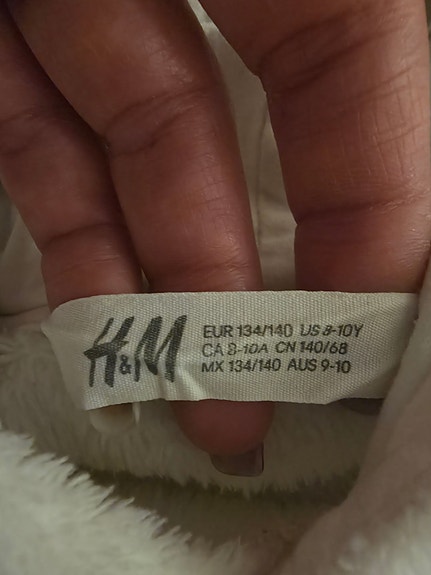 H&M
EUR 134/140 US 8-10Y
CA 8-10A CN 140/68
MX 134/140 AUS 9-10